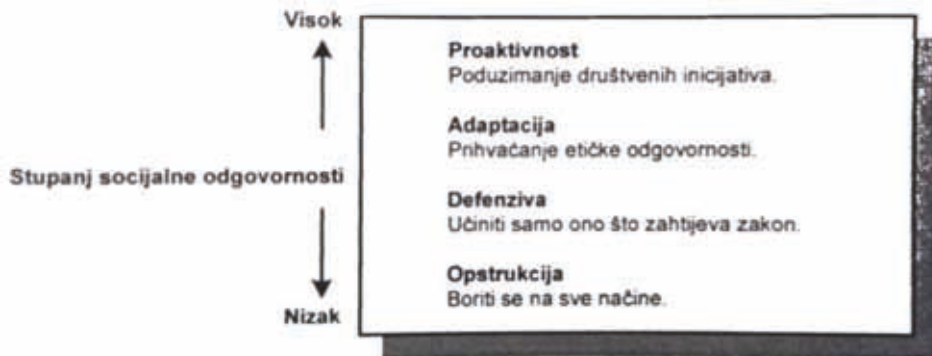 Visok
Proaktivnost
Poduzimanje društvenih inicijativa.
Adaptacija
Prihvaćanje etičke odgovornosti.
Stupanj socijalne odgovornosti
Defenziva
Učiniti samo ono što zahtijeva zakon.
Opstrukcija
Boriti se na sve načine.
Nizak